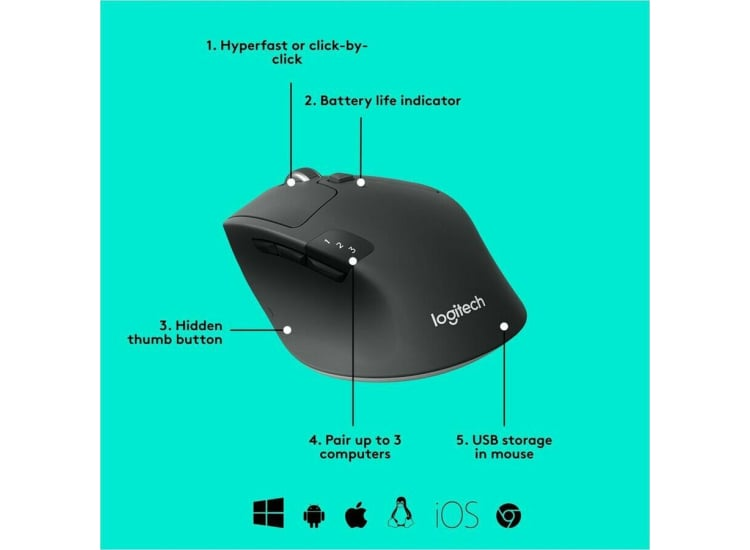 1. Hyperfast or click-by-
click
2. Battery life indicator
1 2 3
logitech
3. Hidden
thumb button
4. Pair up to 3
computers
5. USB storage
in mouse
iOS